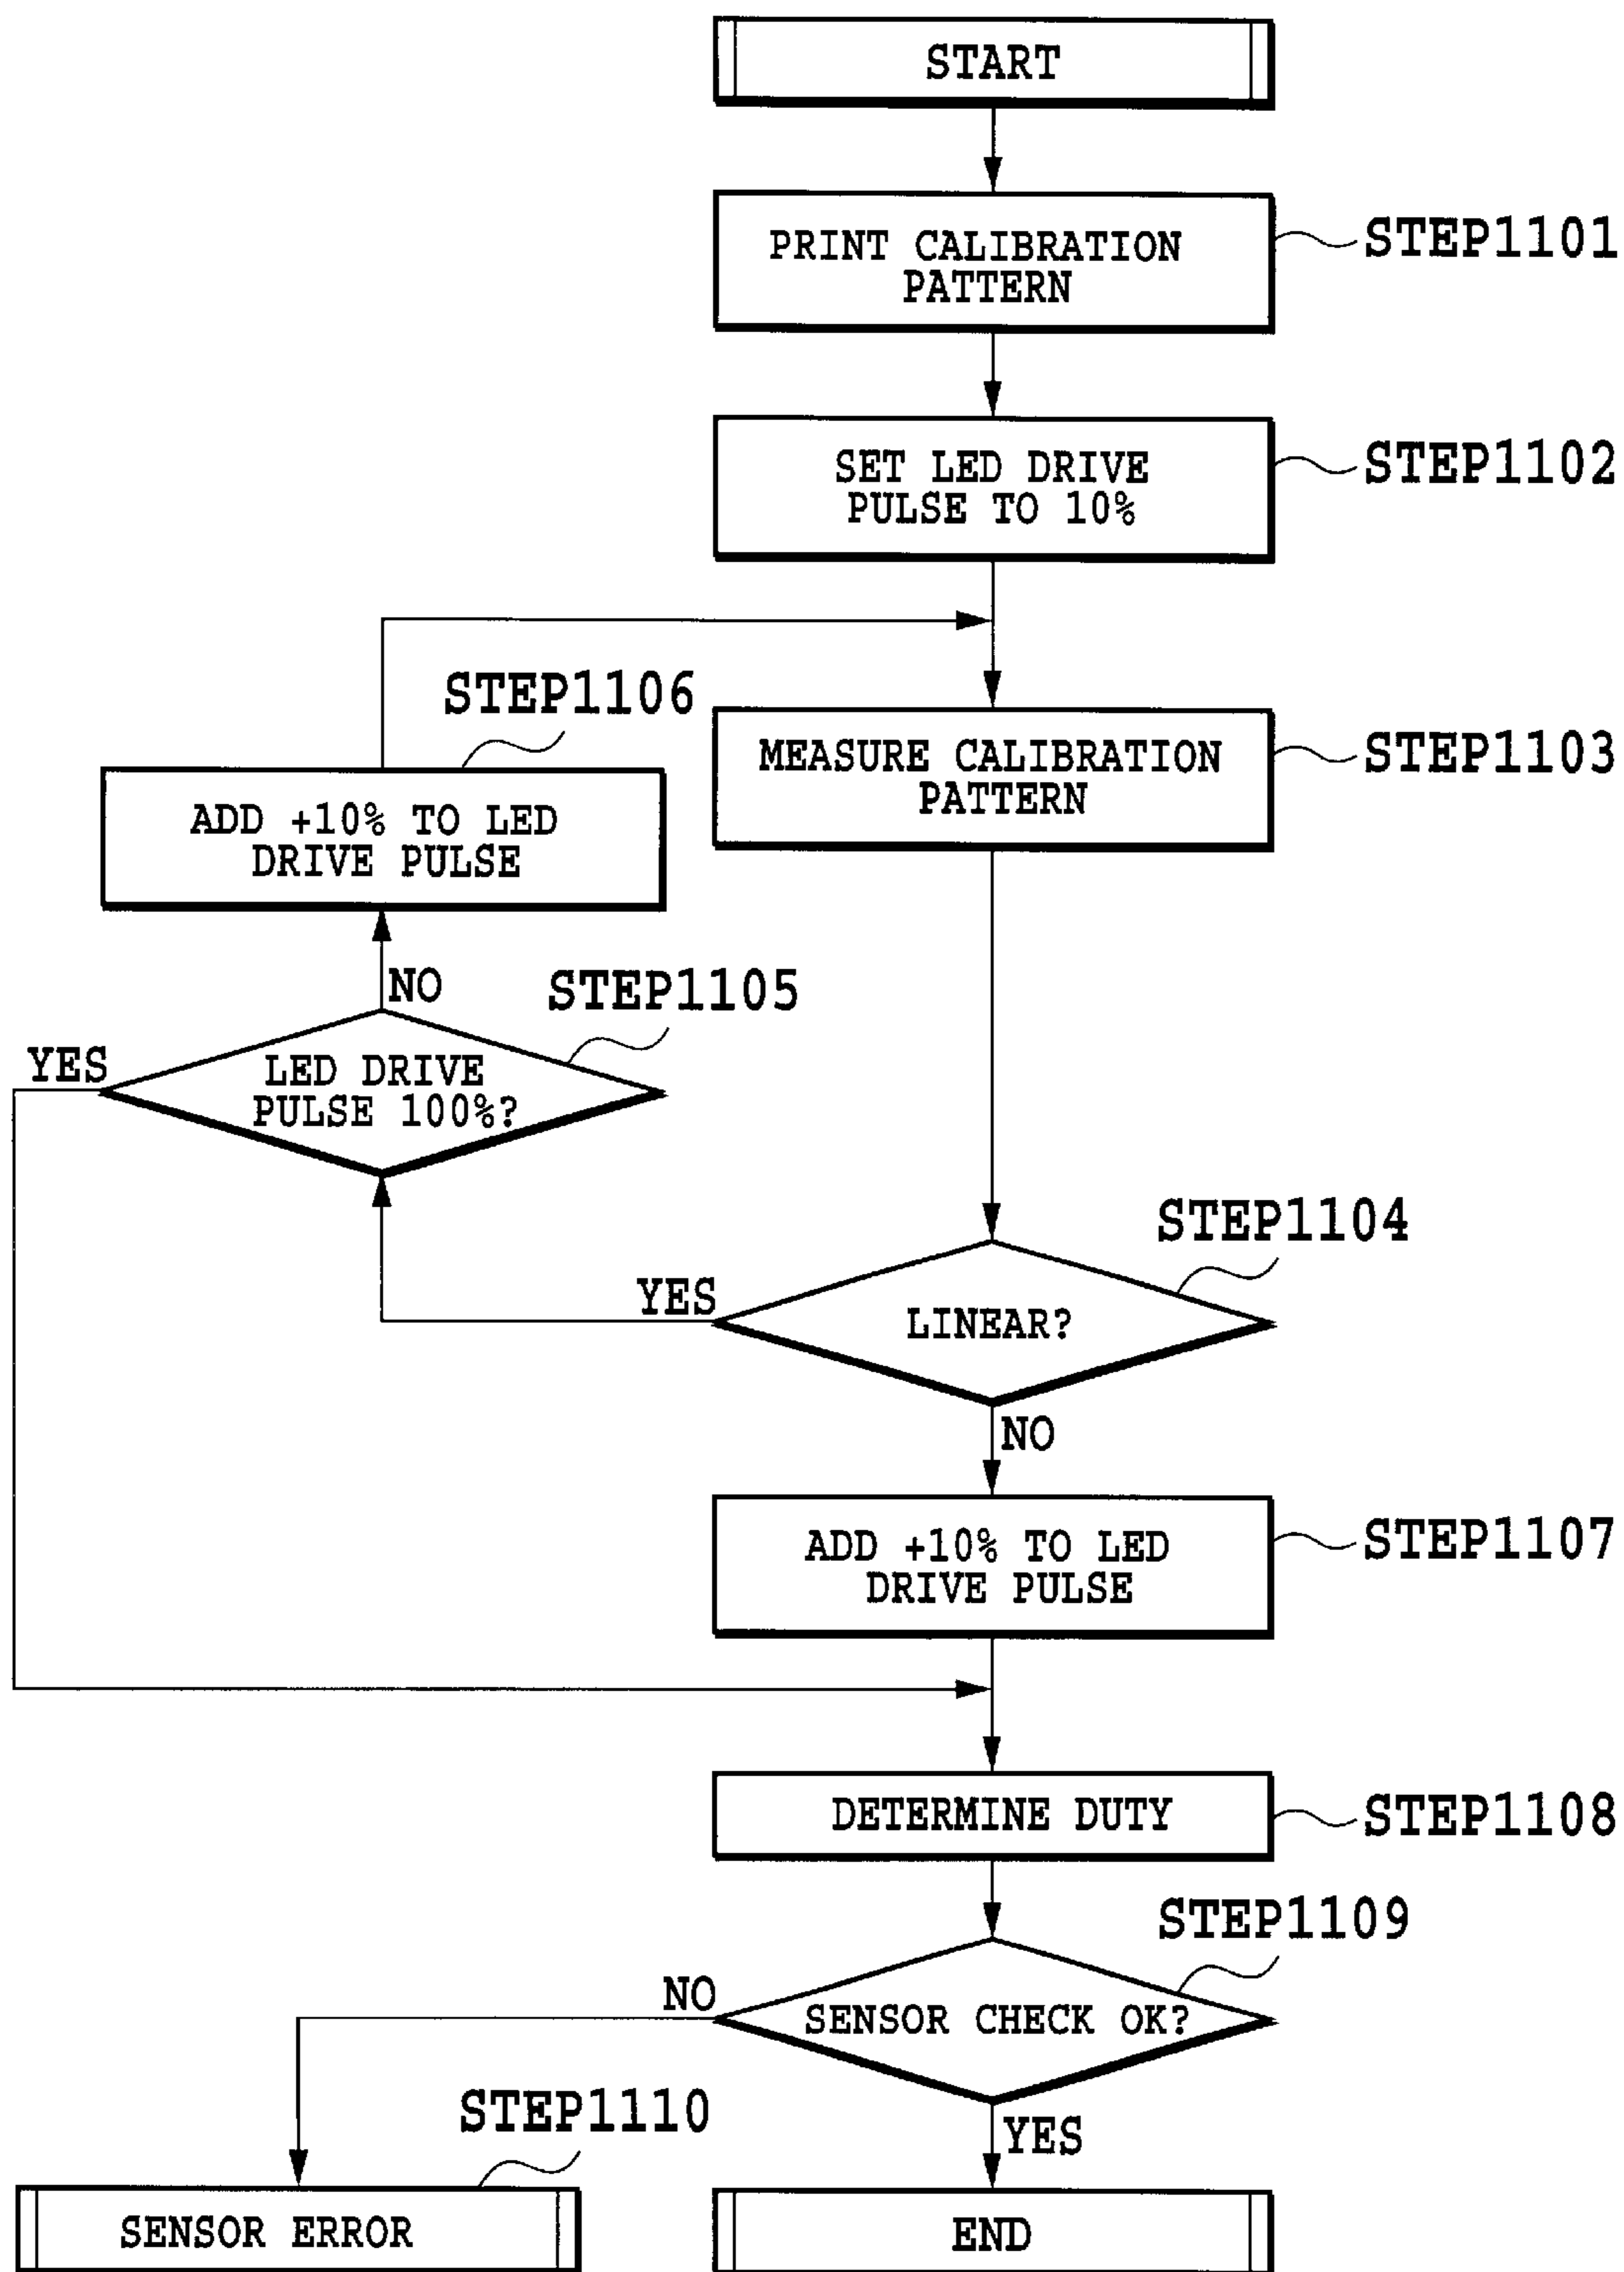 START
PRINT CALIBRATION
PATTERN
STEP1101
SET LED DRIVE
PULSE TO 10%
STEP1102
STEP1106
MEASURE CALIBRATION
PATTERN
STEP1103
ADD +10% TO LED
DRIVE PULSE
NO
STEP1105
YES
LED DRIVE
PULSE 100%?
STEP1104
YES
LINEAR?
NO
ADD +10% TO LED
DRIVE PULSE
STEP1107
DETERMINE DUTY
STEP1108
STEP1109
NO
SENSOR CHECK OK?
STEP1110
YES
SENSOR ERROR
END